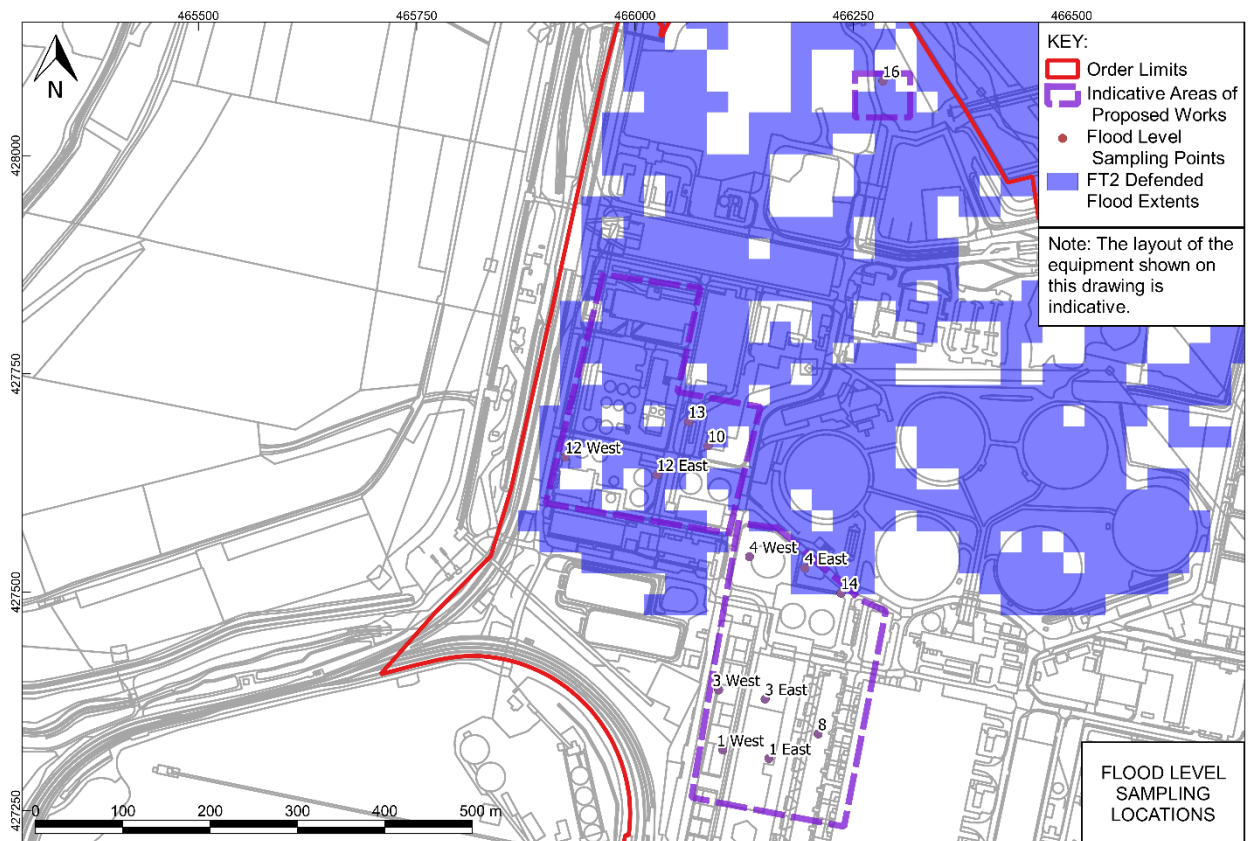 465500
465750
466000
466250
466500
428000
427750
427500
427250
N
KEY:
Order Limits
Indicative Areas of
Proposed Works
Flood Level
Sampling Points
FT2 Defended
Flood Extents
Note: The layout of the
equipment shown on
this drawing is
indicative.
16
13
10
12 West
12 East
4 West
4 East
14
3 West
3 East
8
1 West
1 East
0 100 200 300 400 500 m
FLOOD LEVEL
SAMPLING
LOCATIONS